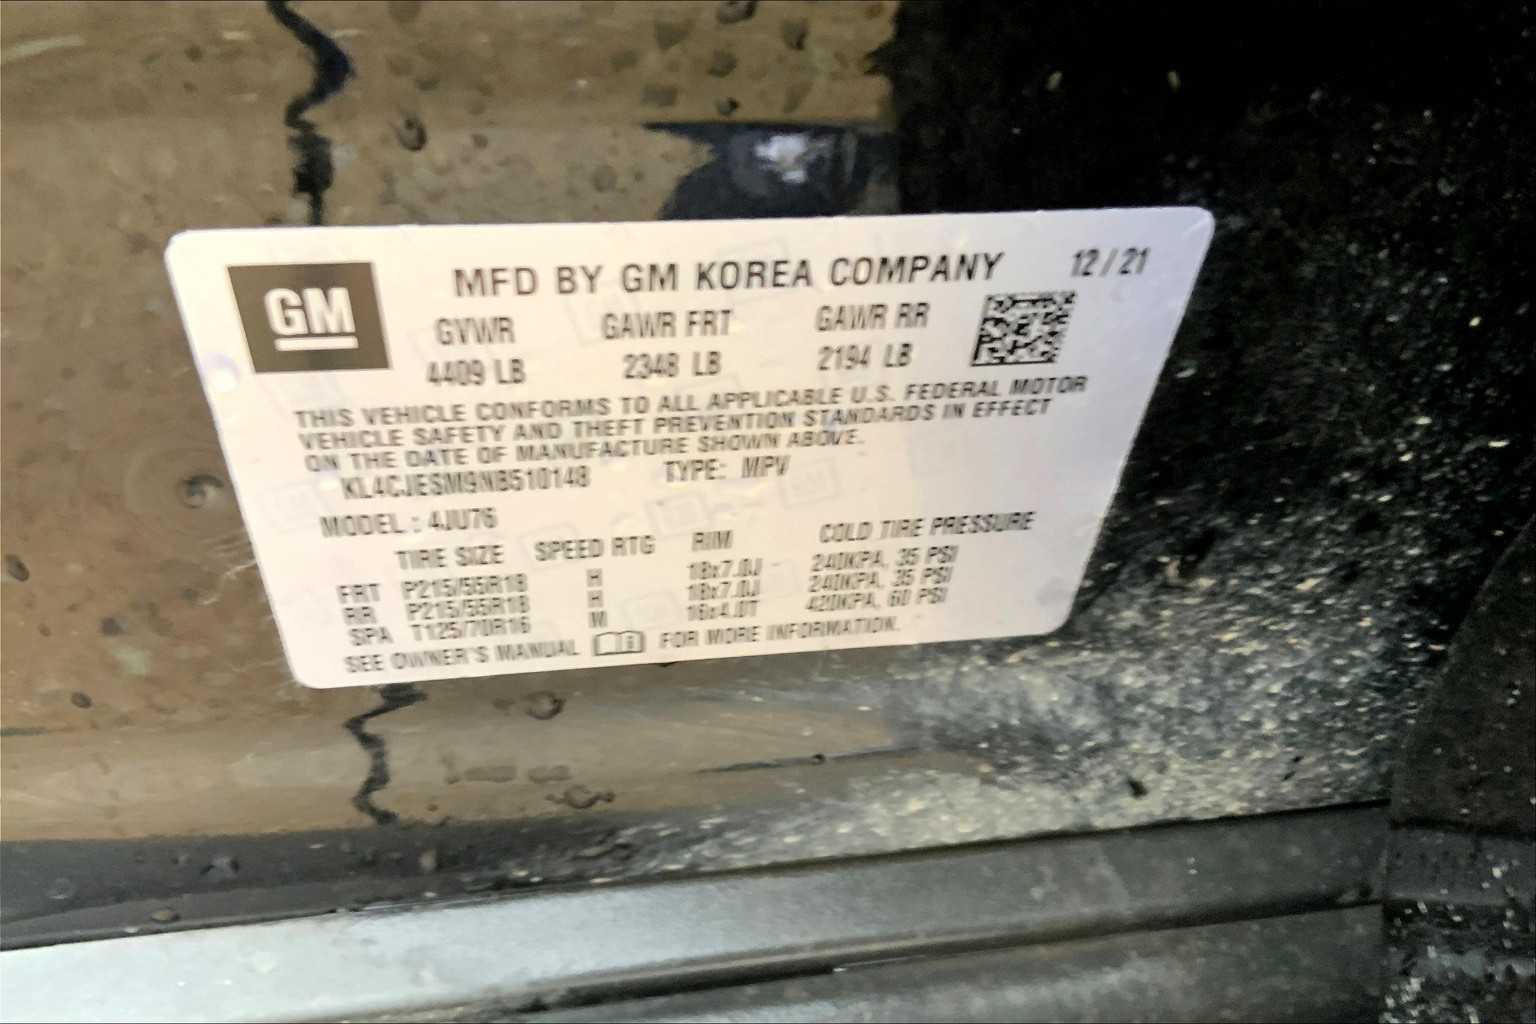 GM
MFD BY GM KOREA COMPANY 12/21
GVWR GAWR FRT GAWR RR
4409 LB 2348 LB 2194 LB
THIS VEHICLE CONFORMS TO ALL APPLICABLE U.S. FEDERAL MOTOR
VEHICLE SAFETY AND THEFT PREVENTION STANDARDS IN EFFECT
ON THE DATE OF MANUFACTURE SHOWN ABOVE.
KL4CJESM9NB510148 TYPE: MPV
MODEL: 4JU76
TIRE SIZE SPEED RTG RIM COLD TIRE PRESSURE
FRT P215/55R18 H 18x7.0J 240KPA, 35 PSI
RR P215/55R18 H 18x7.0J 240KPA, 35 PSI
SPA T125/70R16 M 16x4.0T 420KPA, 60 PSI
SEE OWNER'S MANUAL FOR MORE INFORMATION.